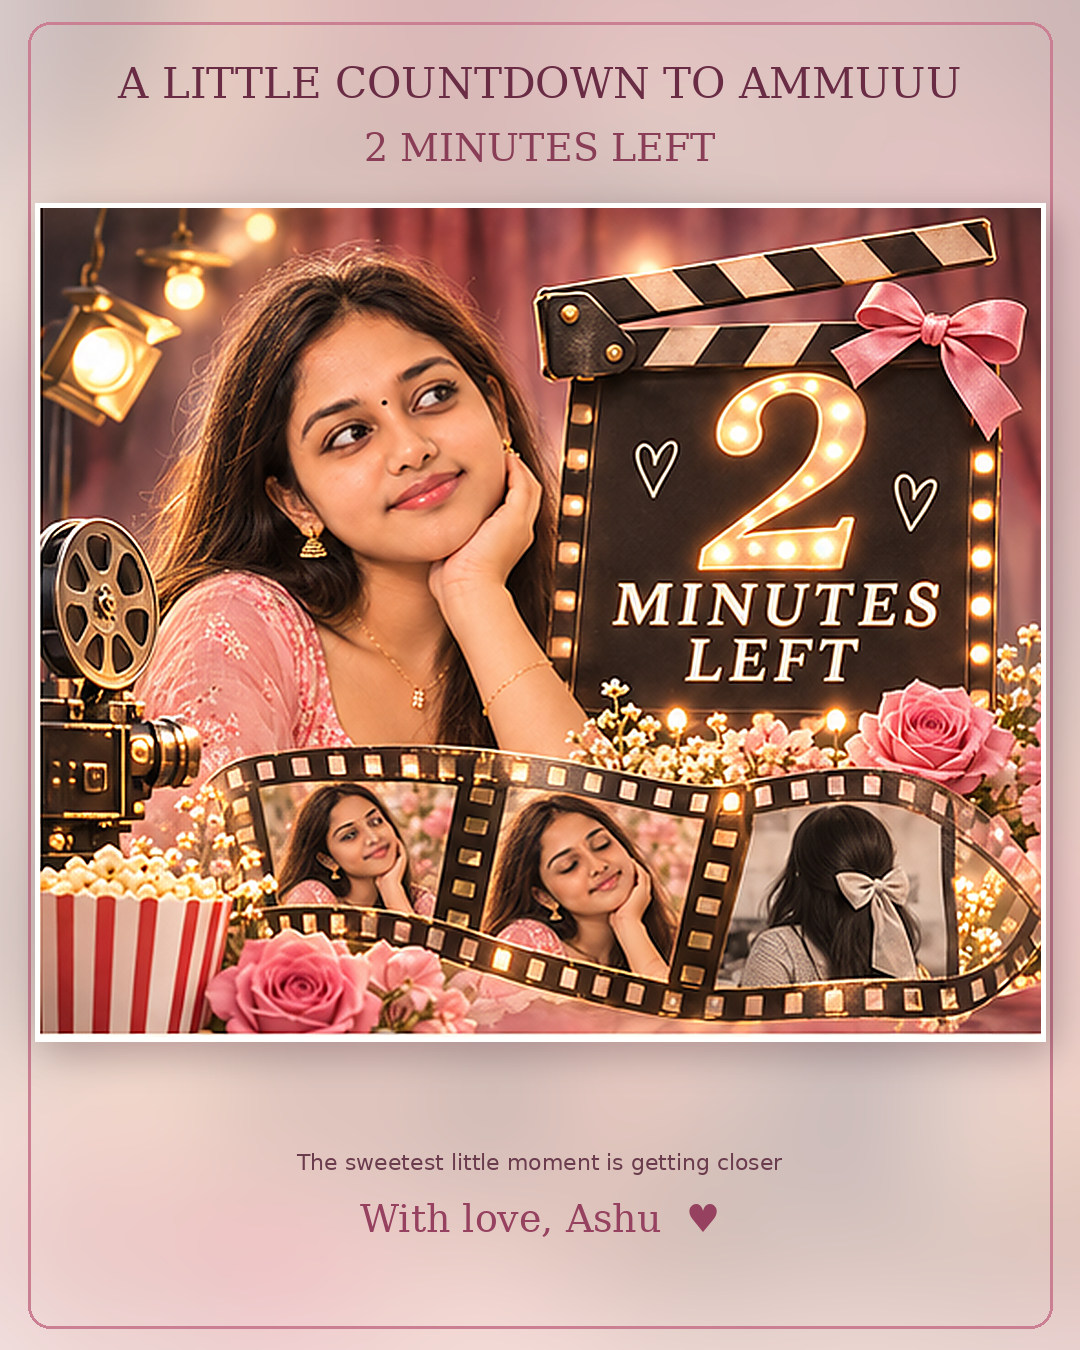 A LITTLE COUNTDOWN TO AMMUUU
2 MINUTES LEFT
2
MINUTES
LEFT
The sweetest little moment is getting closer
With love, Ashu ♥